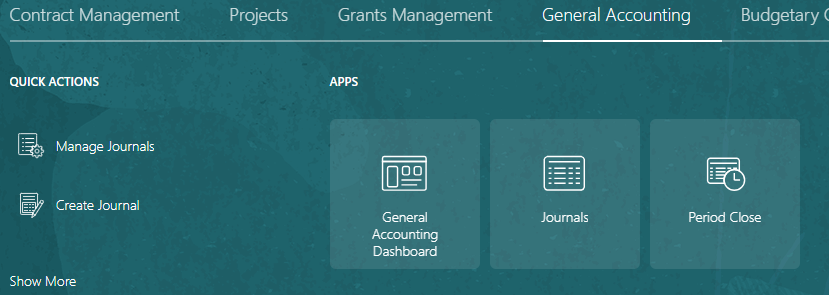 Contract Management Projects Grants Management General Accounting Budgetary
QUICK ACTIONS APPS
Manage Journals
Create Journal
General
Accounting
Dashboard
Journals
Period Close
Show More